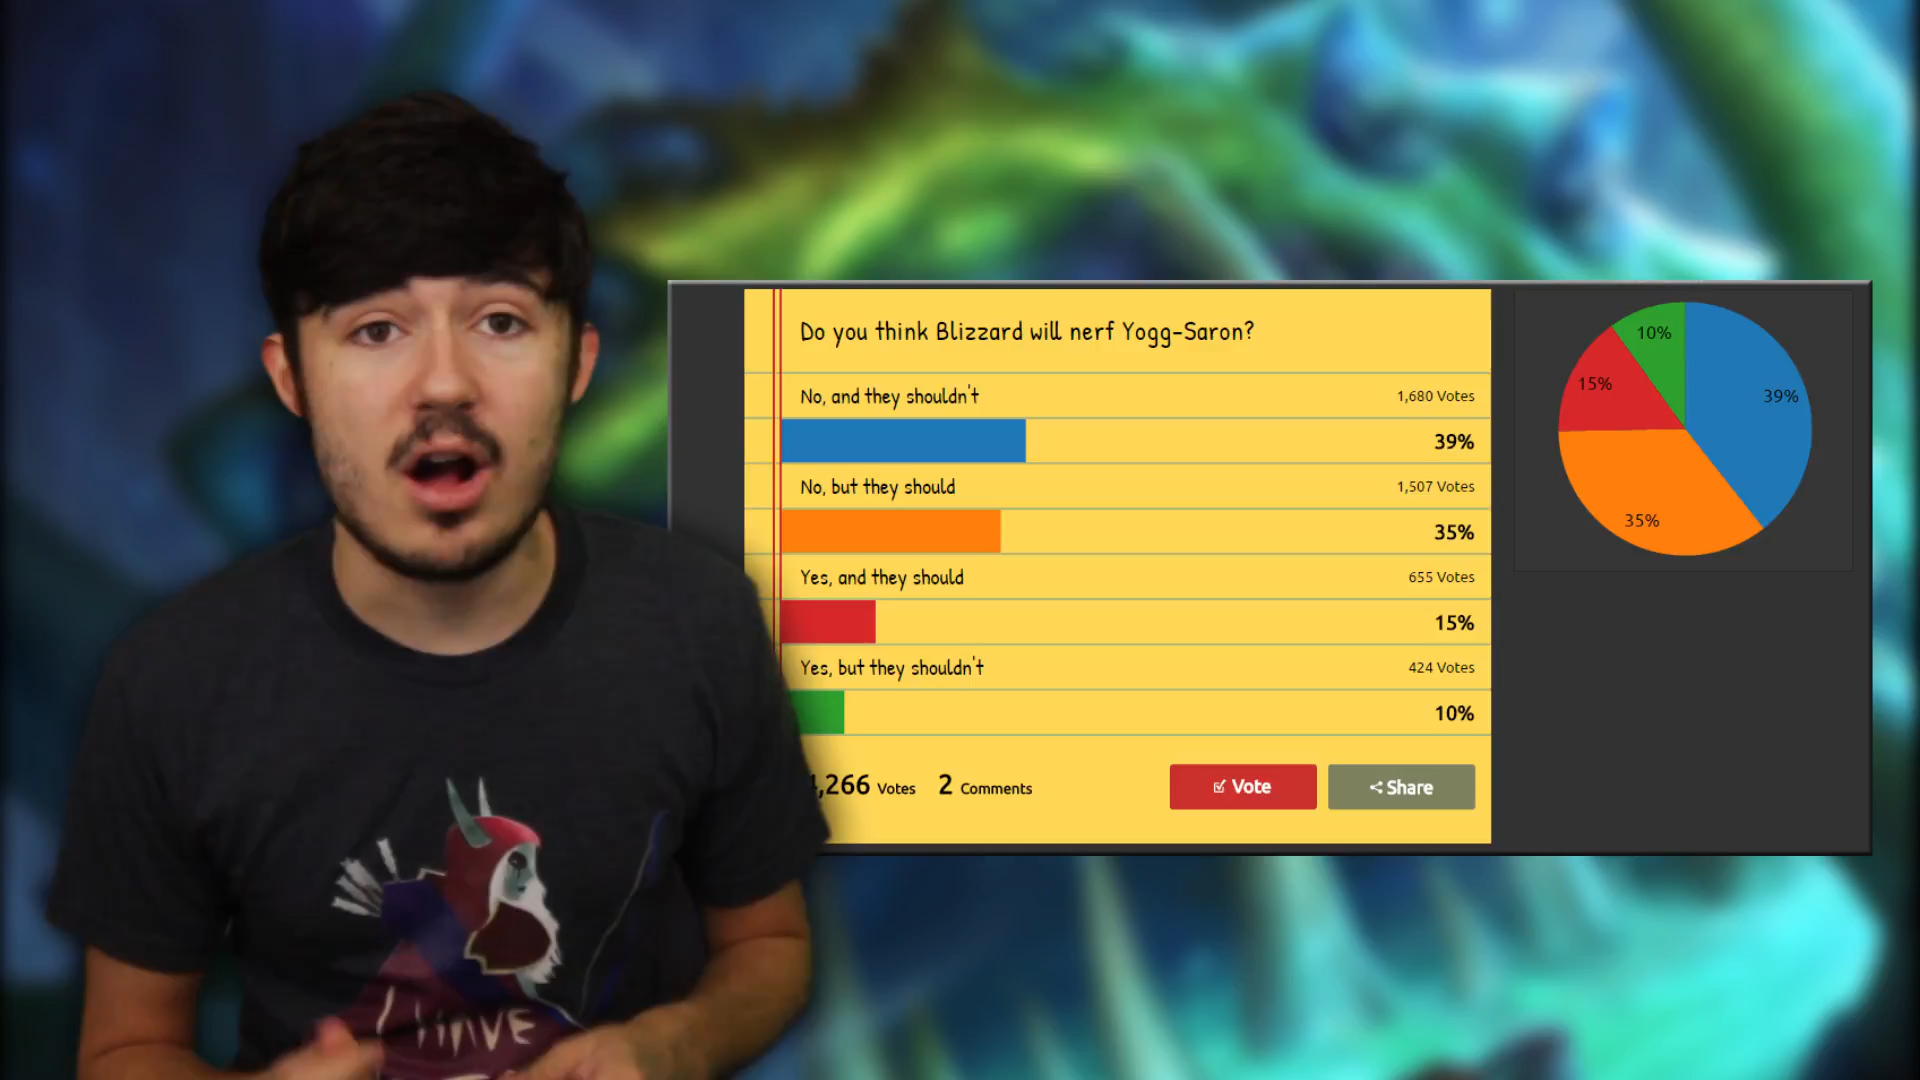 Do you think Blizzard will nerf Yogg-Saron?
No, and they shouldn't 1,680 Votes
39%
No, but they should 1,507 Votes
35%
Yes, and they should 655 Votes
15%
Yes, but they shouldn't 424 Votes
10%
,266 Votes 2 Comments Vote Share
10%
15%
39%
35%
I HAVE